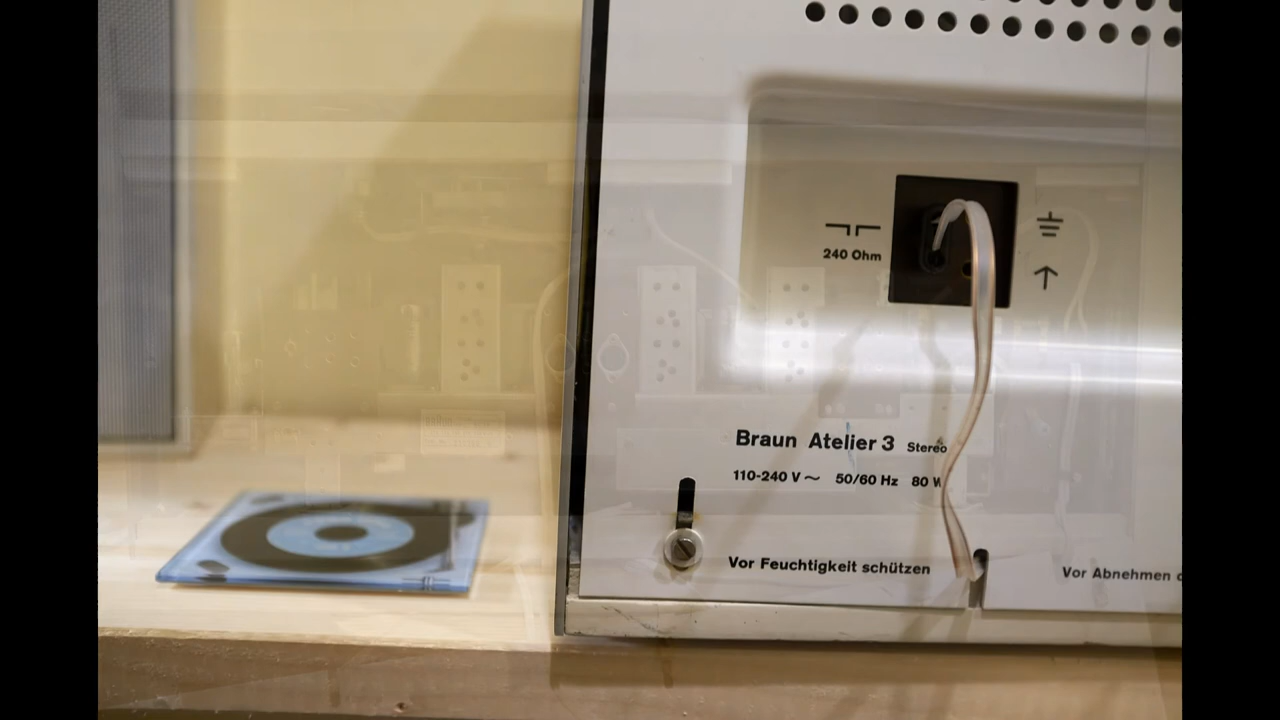 240 Ohm
Braun Atelier 3 Stereo
110-240 V~ 50/60 Hz 80 W
Vor Feuchtigkeit schützen
Vor Abnehmen